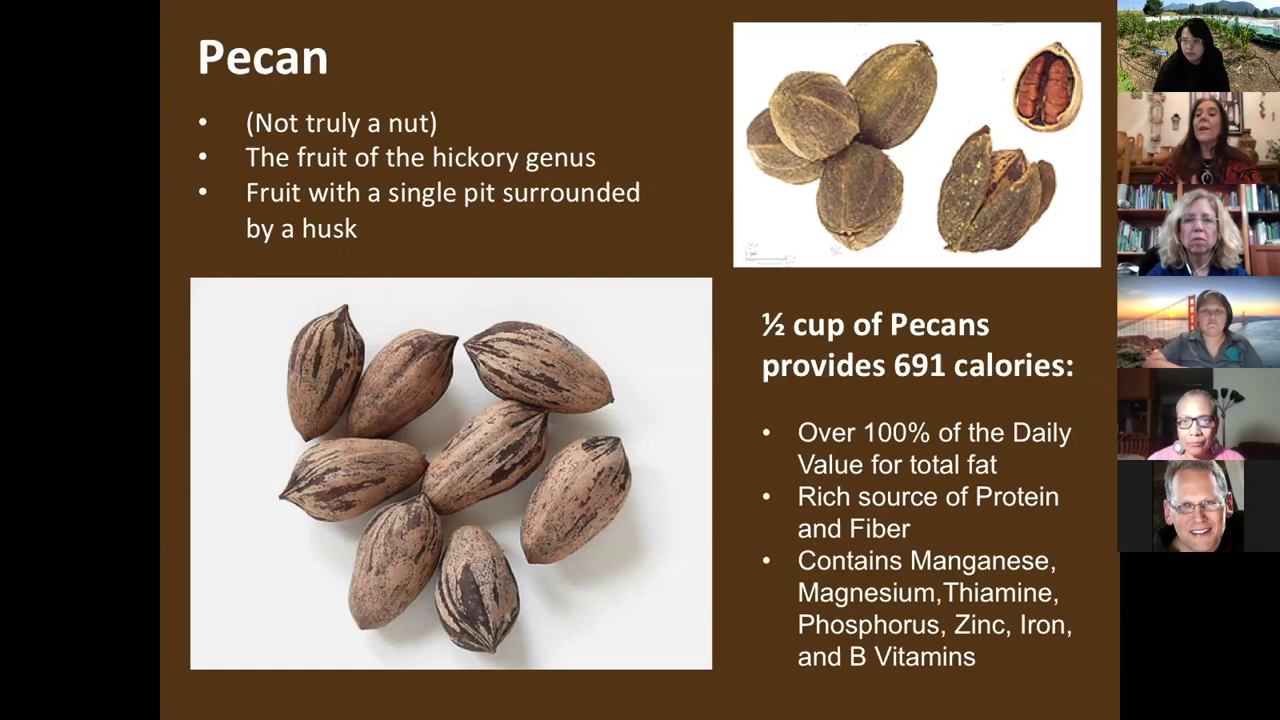 Pecan
• (Not truly a nut)
• The fruit of the hickory genus
• Fruit with a single pit surrounded
by a husk
½ cup of Pecans
provides 691 calories:
• Over 100% of the Daily
Value for total fat
• Rich source of Protein
and Fiber
• Contains Manganese,
Magnesium,Thiamine,
Phosphorus, Zinc, Iron,
and B Vitamins